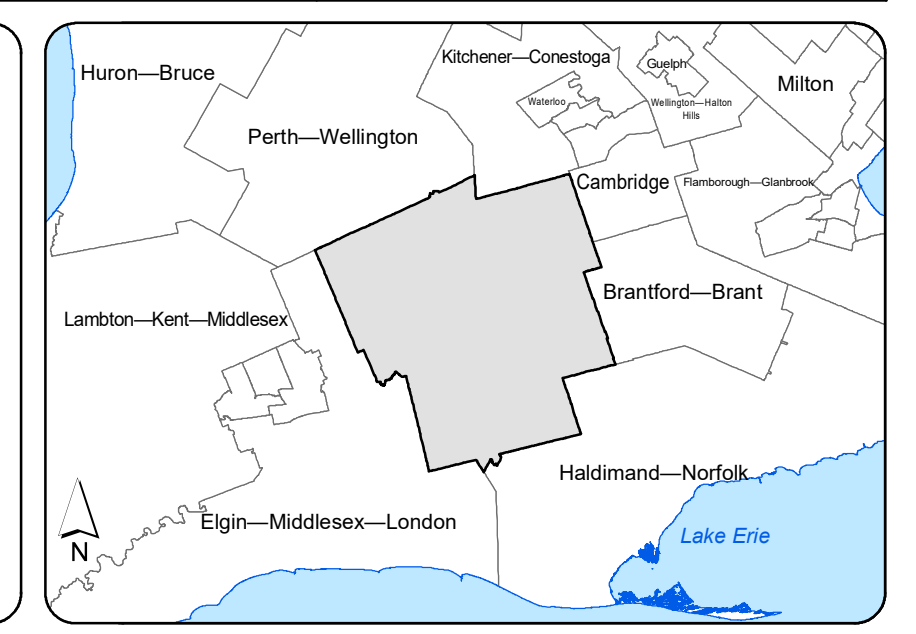 Kitchener—Conestoga
Huron—Bruce
Guelph
Milton
Waterloo
Wellington—Halton
Hills
Perth—Wellington
Cambridge
Flamborough—Glanbrook
Brantford—Brant
Lambton—Kent—Middlesex
Haldimand—Norfolk
Elgin—Middlesex—London
Lake Erie
N